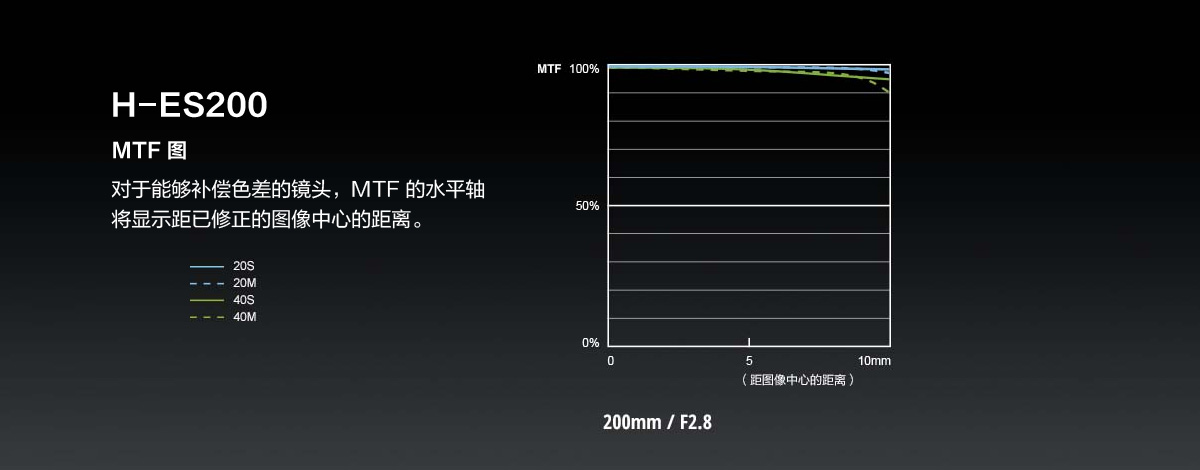 H-ES200
MTF 图
对于能够补偿色差的镜头，MTF 的水平轴
将显示距已修正的图像中心的距离。
20S
20M
40S
40M
MTF 100%
50%
0%
0 5 10mm
（ 距图像中心的距离 ）
200mm / F2.8